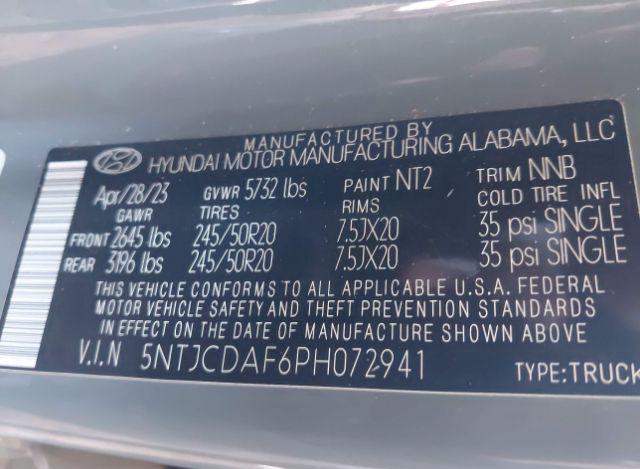 MANUFACTURED BY
HYUNDAI MOTOR MANUFACTURING ALABAMA, LLC
Apr/28/23 GVWR 5732 lbs PAINT NT2 TRIM NNB
GAWR TIRES RIMS COLD TIRE INFL
FRONT 2645 lbs 245/50R20 7.5JX20 35 psi SINGLE
REAR 3196 lbs 245/50R20 7.5JX20 35 psi SINGLE
THIS VEHICLE CONFORMS TO ALL APPLICABLE U.S.A. FEDERAL
MOTOR VEHICLE SAFETY AND THEFT PREVENTION STANDARDS
IN EFFECT ON THE DATE OF MANUFACTURE SHOWN ABOVE
V.I.N 5NTJCDAF6PH072941 TYPE:TRUCK